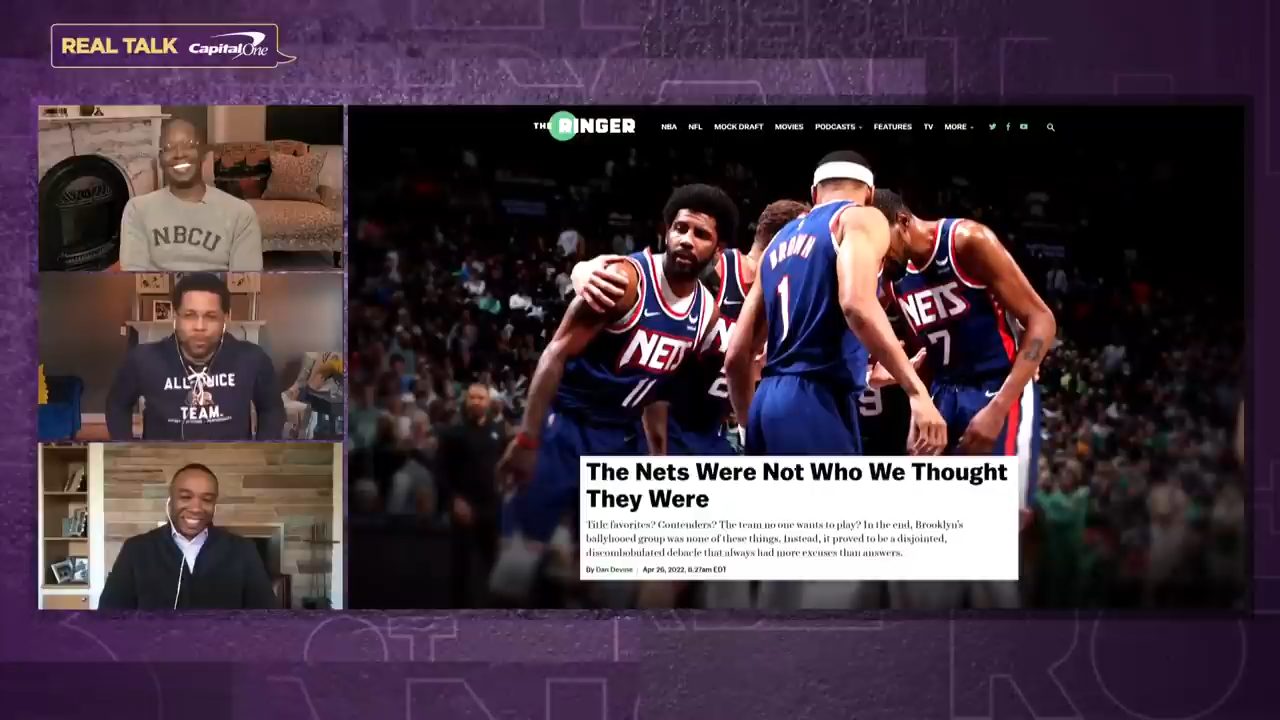 REAL TALK Capital One
NBCU
ALL VICE
TEAM.
THE RINGER NBA NFL MOCK DRAFT MOVIES PODCASTS FEATURES TV MORE
BROWN
1
NETS
11
NETS
7
The Nets Were Not Who We Thought
They Were
Title favorites? Contenders? The team no one wants to play? In the end, Brooklyn's
ballyhooed group was none of these things. Instead, it proved to be a disjointed,
discombobulated debacle that always had more excuses than answers.
By Dan Devine | Apr 26, 2022, 8:27am EDT